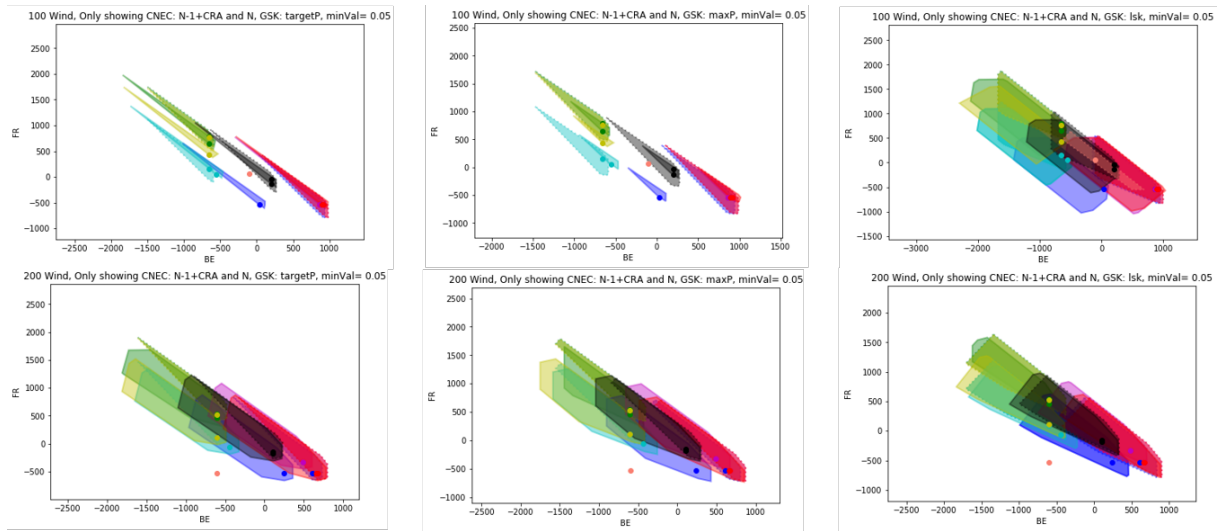 100 Wind, Only showing CNEC: N-1+CRA and N, GSK: targetP, minVal= 0.05
2500
2000
1500
1000
500
0
−500
−1000
FR
−2500 −2000 −1500 −1000 −500 0 500 1000
BE
100 Wind, Only showing CNEC: N-1+CRA and N, GSK: maxP, minVal= 0.05
2500
2000
1500
1000
500
0
−500
−1000
FR
−2000 −1500 −1000 −500 0 500 1000 1500
BE
100 Wind, Only showing CNEC: N-1+CRA and N, GSK: lsk, minVal= 0.05
2500
2000
1500
1000
500
0
−500
−1000
−1500
FR
−3000 −2000 −1000 0 1000
BE
200 Wind, Only showing CNEC: N-1+CRA and N, GSK: targetP, minVal= 0.05
2500
2000
1500
1000
500
0
−500
FR
−2500 −2000 −1500 −1000 −500 0 500 1000
BE
200 Wind, Only showing CNEC: N-1+CRA and N, GSK: maxP, minVal= 0.05
2500
2000
1500
1000
500
0
−500
−1000
FR
−2500 −2000 −1500 −1000 −500 0 500 1000
BE
200 Wind, Only showing CNEC: N-1+CRA and N, GSK: lsk, minVal= 0.05
2000
1500
1000
500
0
−500
−1000
FR
−2500 −2000 −1500 −1000 −500 0 500 1000
BE